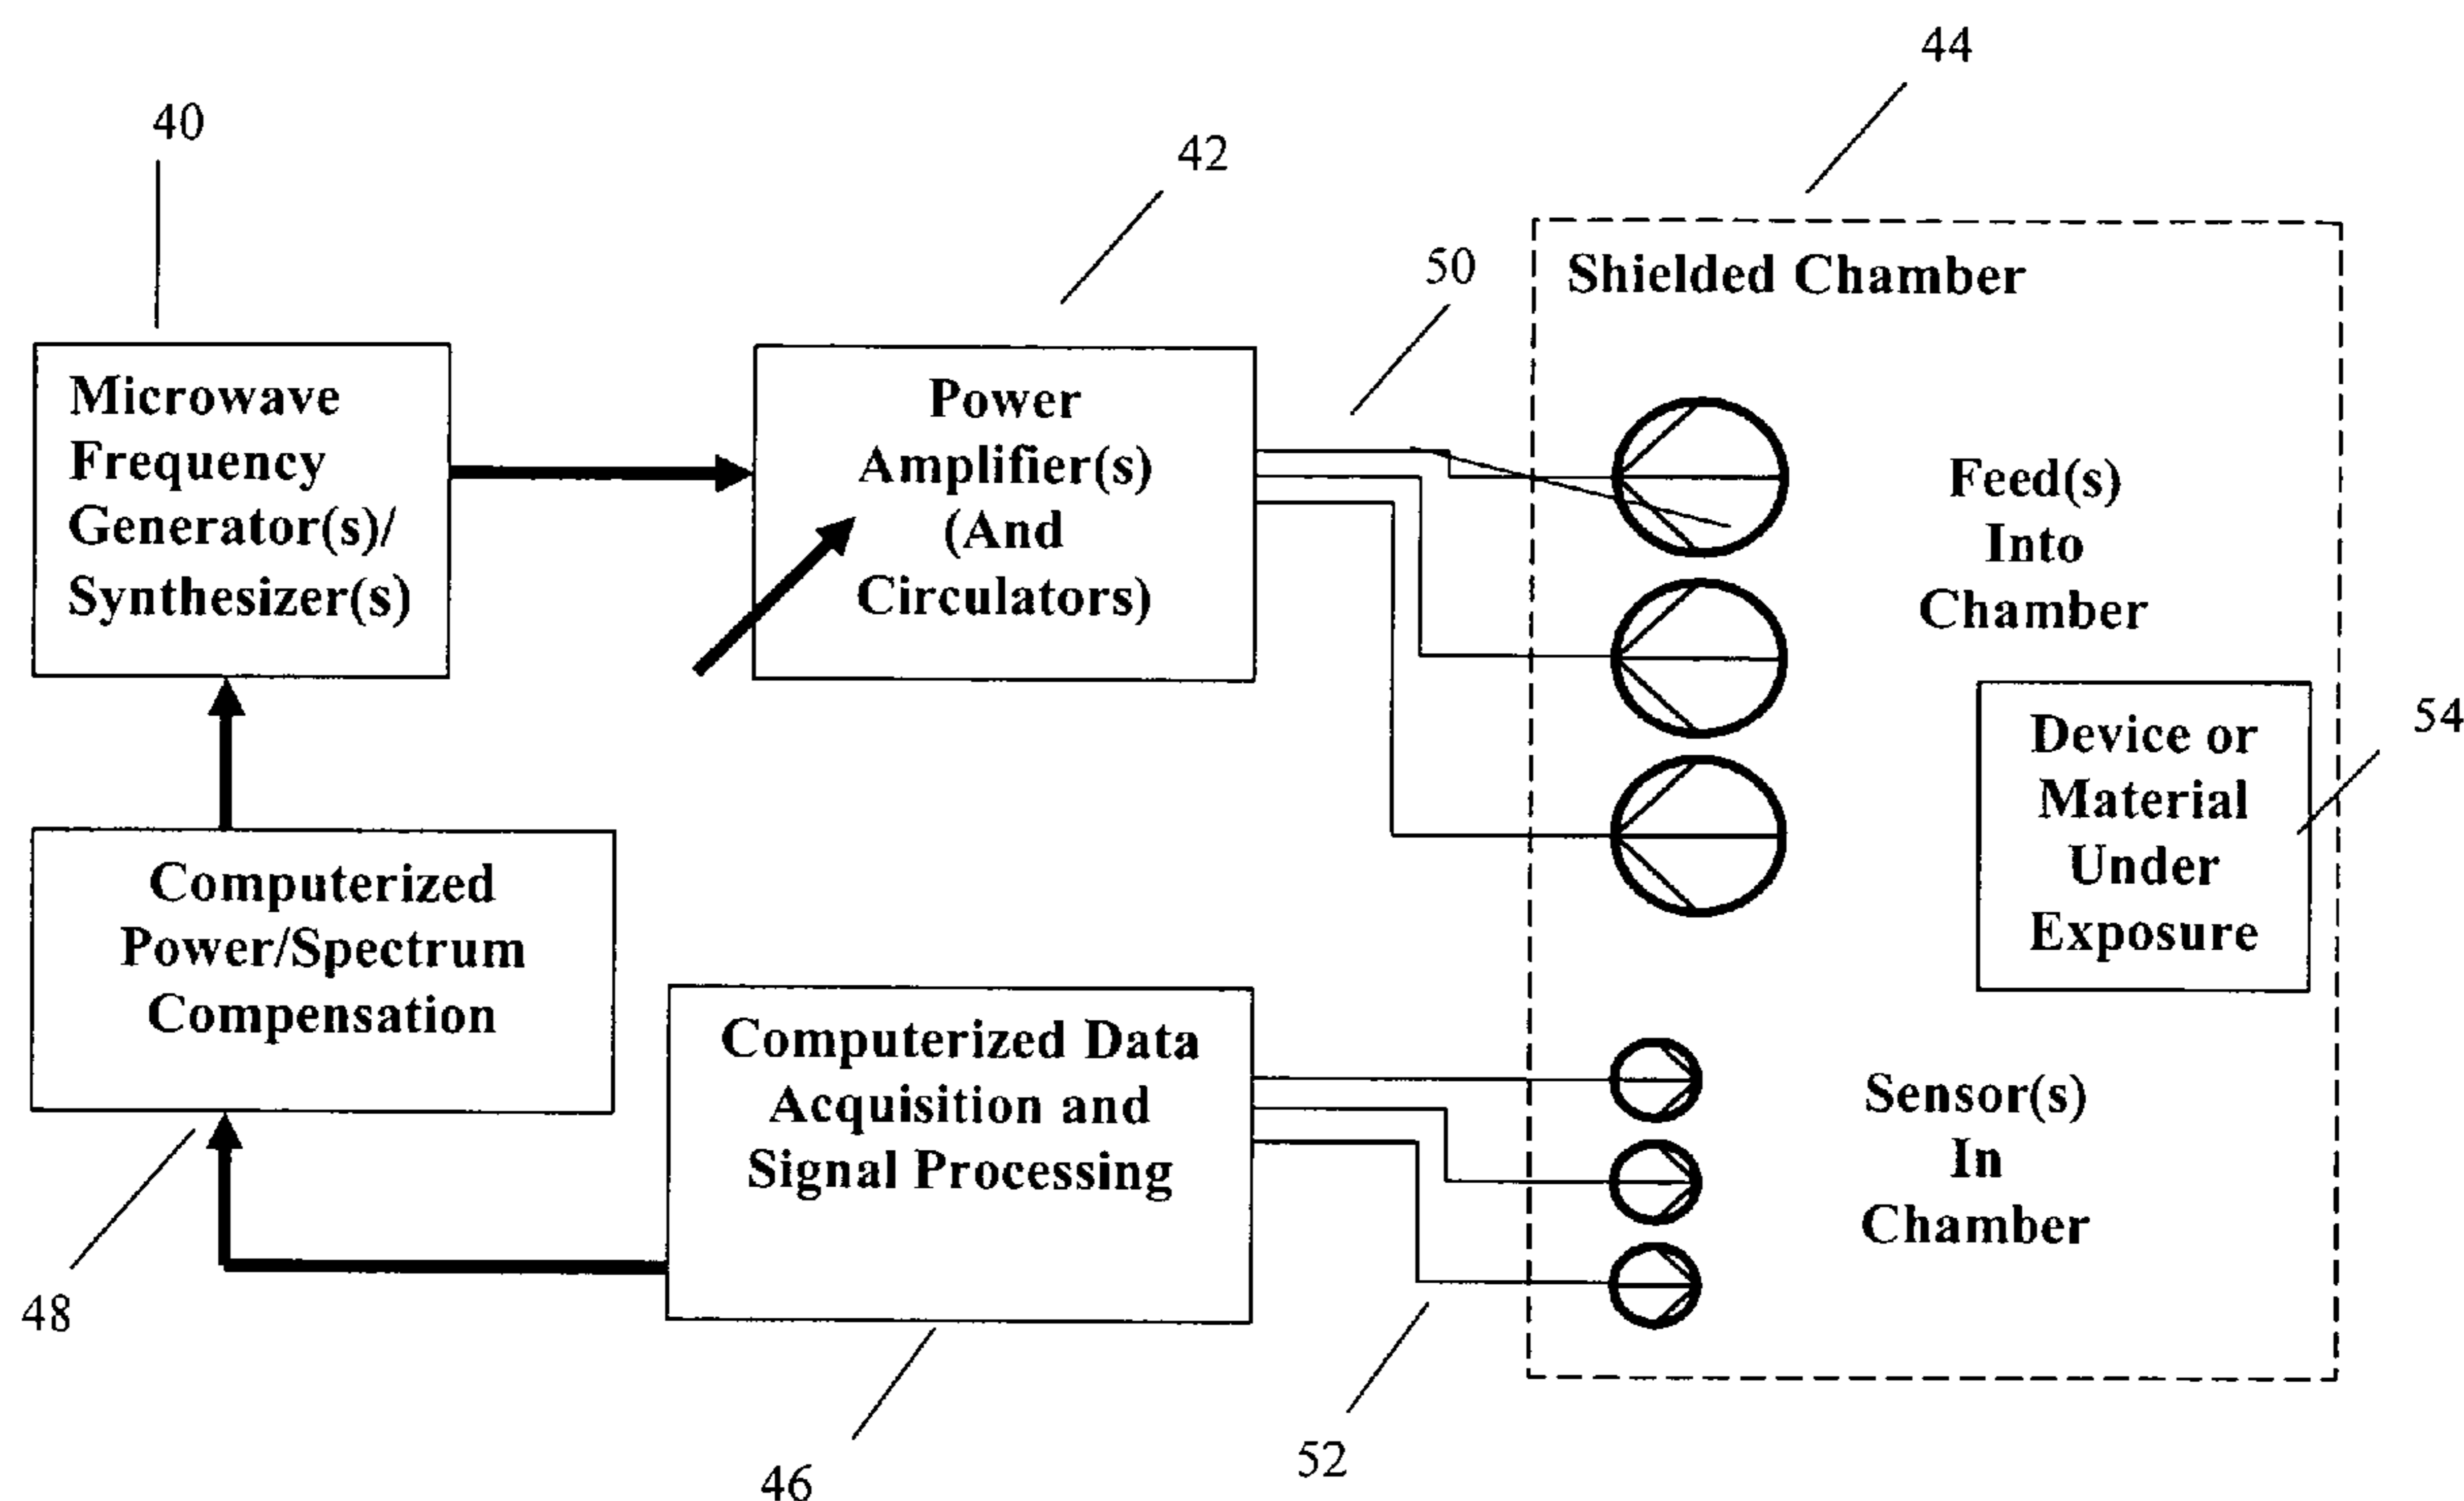 44
40
42
50
Shielded Chamber
Microwave
Frequency
Generator(s)/
Synthesizer(s)
Power
Amplifier(s)
(And
Circulators)
Feed(s)
Into
Chamber
54
Device or
Material
Under
Exposure
Computerized
Power/Spectrum
Compensation
Computerized Data
Acquisition and
Signal Processing
Sensor(s)
In
Chamber
48
46
52